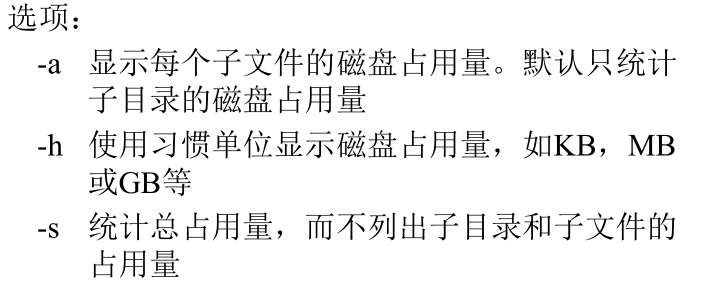 选项：
-a 显示每个子文件的磁盘占用量。默认只统计
子目录的磁盘占用量
-h 使用习惯单位显示磁盘占用量，如KB，MB
或GB等
-s 统计总占用量，而不列出子目录和子文件的
占用量